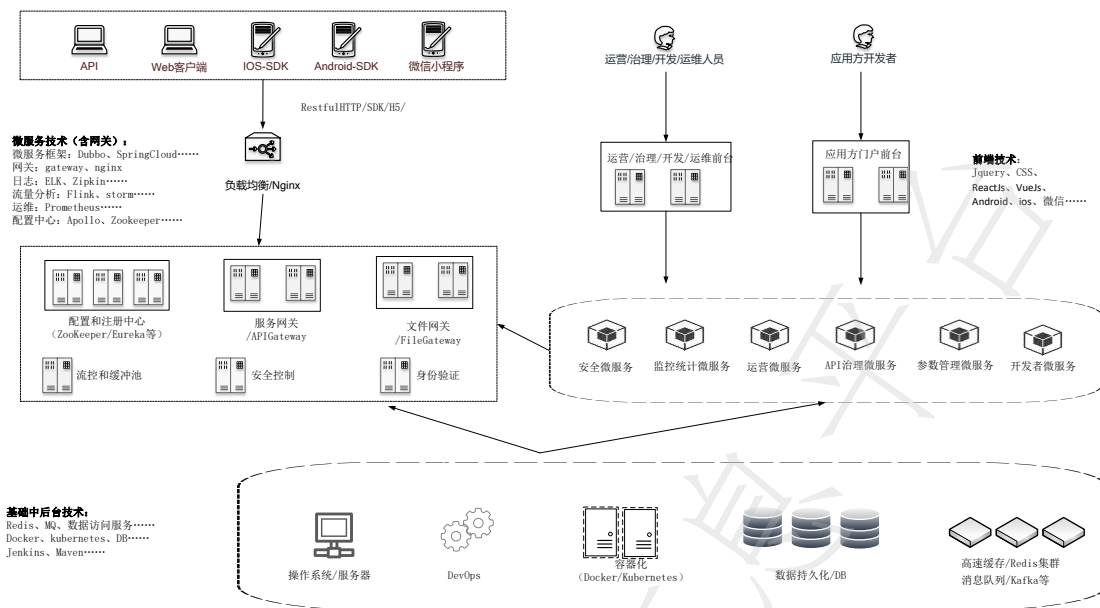 API
Web客户端
IOS-SDK
Android-SDK
微信小程序
运营/治理/开发/运维人员
应用方开发者
RestfulHTTP/SDK/H5/
微服务技术（含网关）：
微服务框架：Dubbo、SpringCloud……
网关：gateway、nginx
日志：ELK、Zipkin……
流量分析：Flink、storm……
运维：Prometheus……
配置中心：Apollo、Zookeeper……
负载均衡/Nginx
运营/治理/开发/运维前台
应用方门户前台
前端技术：
Jquery、CSS、
ReactJs、VueJs、
Android、ios、微信……
配置和注册中心
（ZooKeeper/Eureka等）
服务网关
/APIGateway
文件网关
/FileGateway
流控和缓冲池
安全控制
身份验证
安全微服务
监控统计微服务
运营微服务
API治理微服务
参数管理微服务
开发者微服务
基础中后台技术：
Redis、MQ、数据访问服务……
Docker、kubernetes、DB……
Jenkins、Maven……
操作系统/服务器
DevOps
容器化
（Docker/Kubernetes）
数据持久化/DB
高速缓存/Redis集群
消息队列/Kafka等